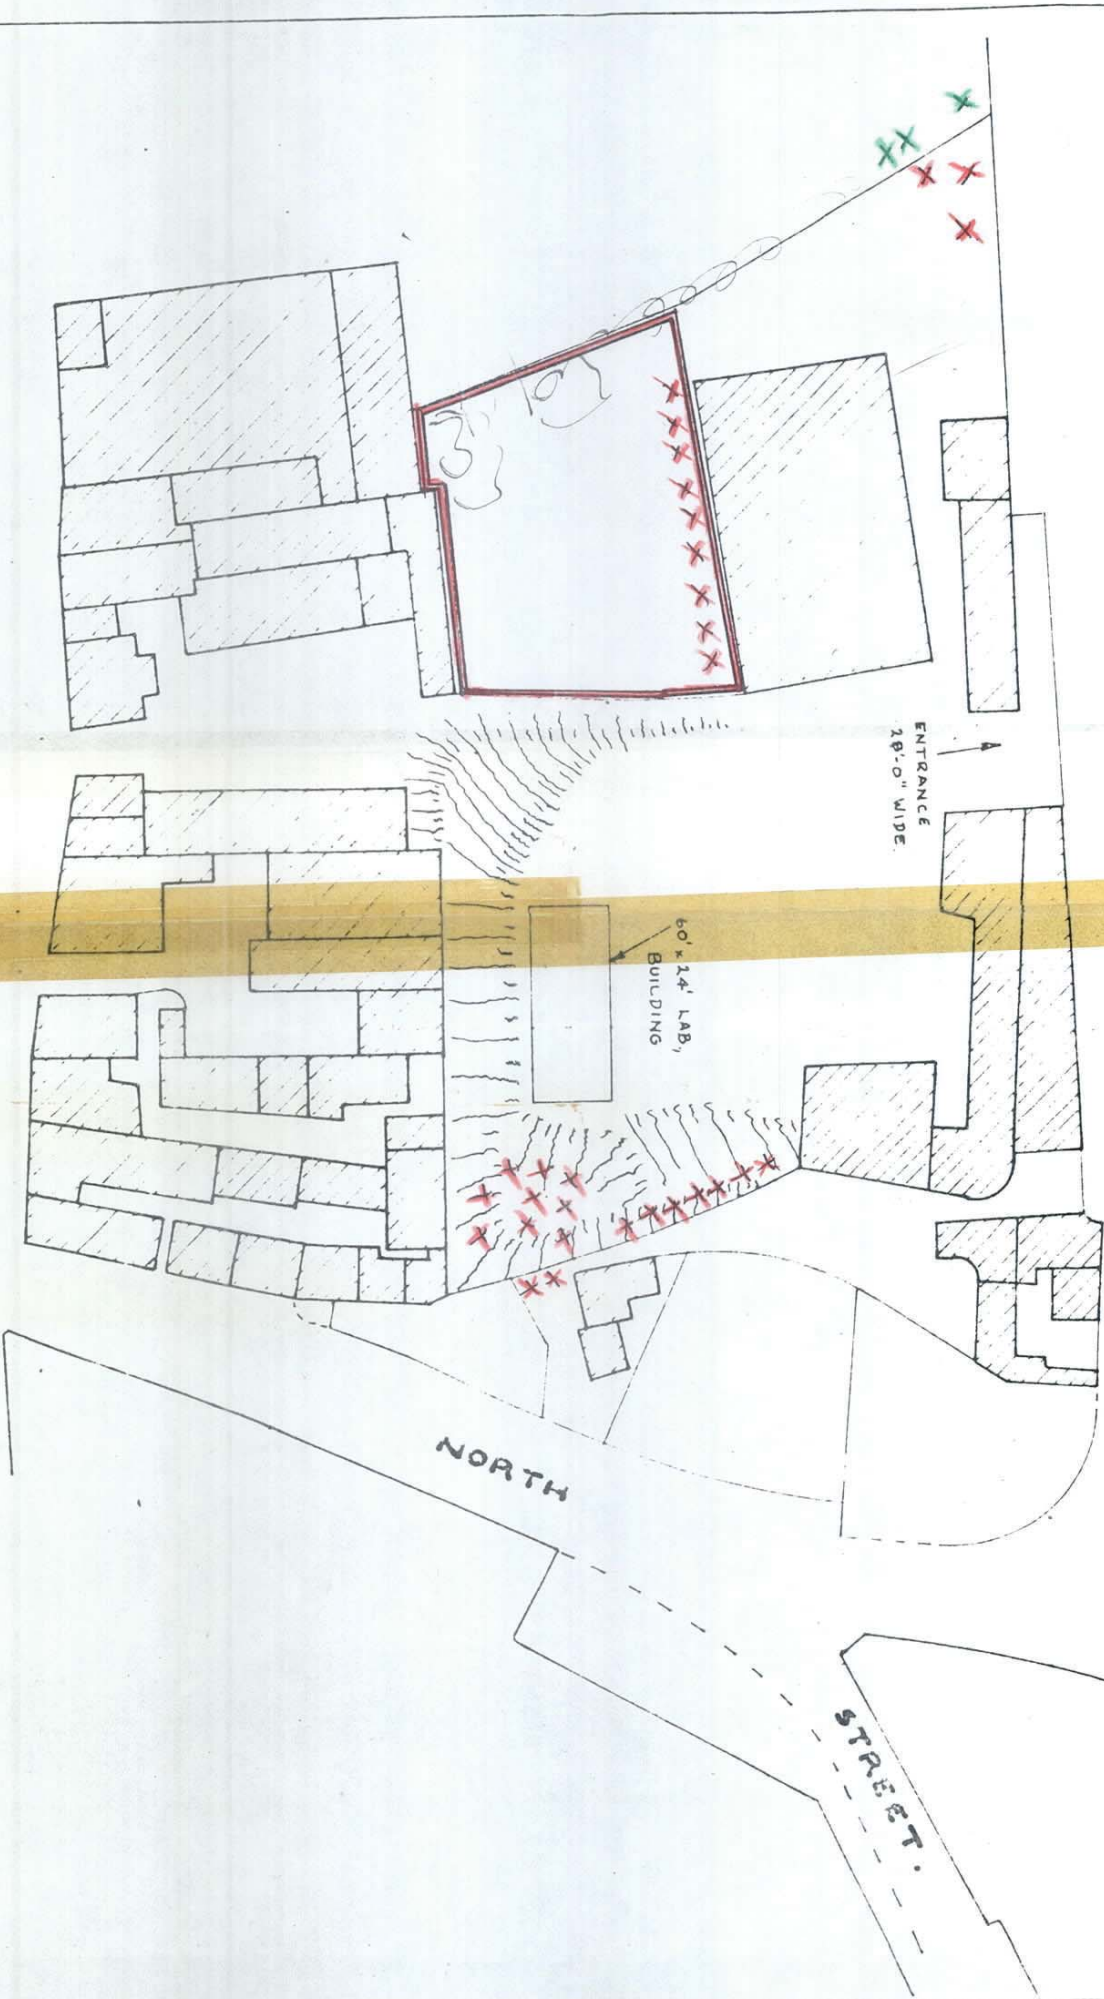 ENTRANCE
28'-0" WIDE.
60' x 24' LAB,
BUILDING
NORTH
STREET.